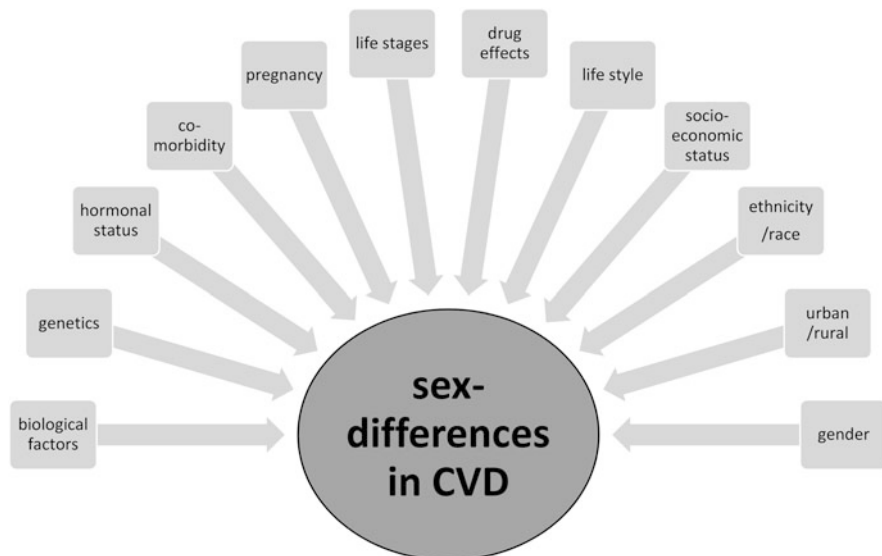 biological
factors
genetics
hormonal
status
co-
morbidity
pregnancy
life stages
drug
effects
life style
socio-
economic
status
ethnicity
/race
urban
/rural
gender
sex-
differences
in CVD